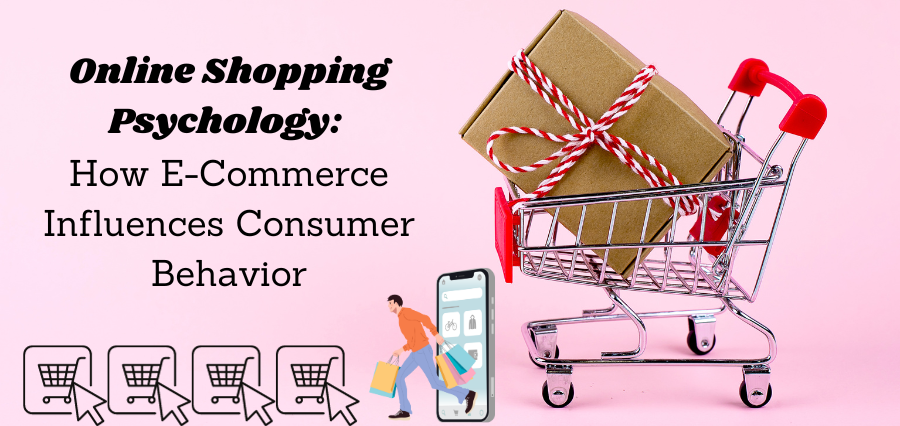 Online Shopping
Psychology:
How E-Commerce
Influences Consumer
Behavior